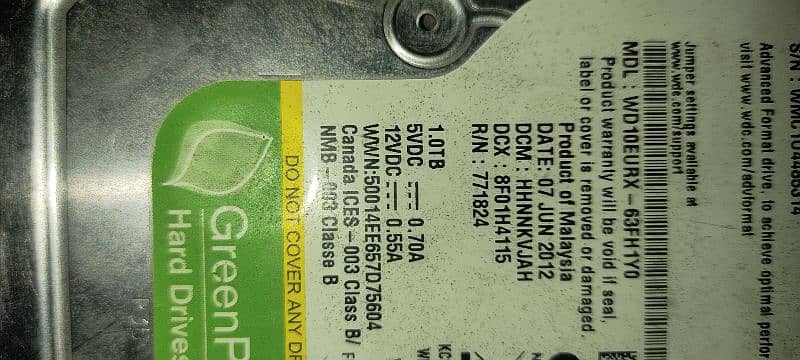 S/N : WMC
Advanced Format drive, to achieve optimal
visit www.wdc.com/advformat
Jumper settings available at
www.wdc.com/support
MDL : WD10EURX - 63FH1Y0
Product warranty will be void if seal,
label or cover is removed or damaged.
Product of Malaysia
DATE: 07 JUN 2012
DCM : HHNNKVJAH
DCX : 8F01H4115
R/N : 771824
1.0TB
5VDC ⎓ 0.70A
12VDC ⎓ 0.55A
WWN:50014EE657D75604
Canada ICES - 003 Class B/
NMB - 003 Classe B
DO NOT COVER ANY
GreenP
Hard Drives